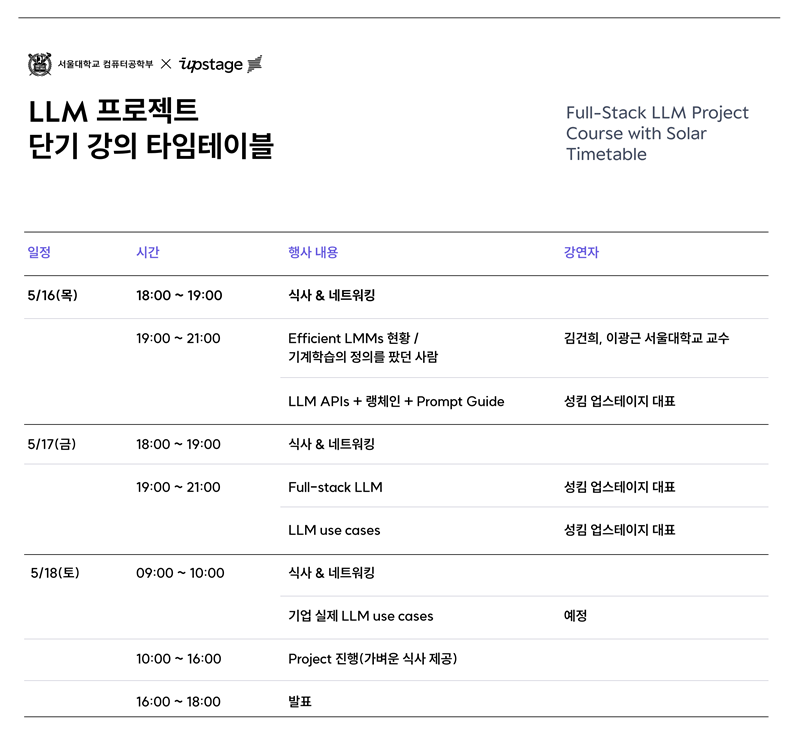 서울대학교 컴퓨터공학부 × upstage
LLM 프로젝트
단기 강의 타임테이블
Full-Stack LLM Project
Course with Solar
Timetable
일정 시간 행사 내용 강연자
5/16(목) 18:00 ~ 19:00 식사 & 네트워킹
19:00 ~ 21:00 Efficient LMMs 현황 / 김건희, 이광근 서울대학교 교수
기계학습의 정의를 팠던 사람
LLM APIs + 랭체인 + Prompt Guide 성킴 업스테이지 대표
5/17(금) 18:00 ~ 19:00 식사 & 네트워킹
19:00 ~ 21:00 Full-stack LLM 성킴 업스테이지 대표
LLM use cases 성킴 업스테이지 대표
5/18(토) 09:00 ~ 10:00 식사 & 네트워킹
기업 실제 LLM use cases 예정
10:00 ~ 16:00 Project 진행(가벼운 식사 제공)
16:00 ~ 18:00 발표